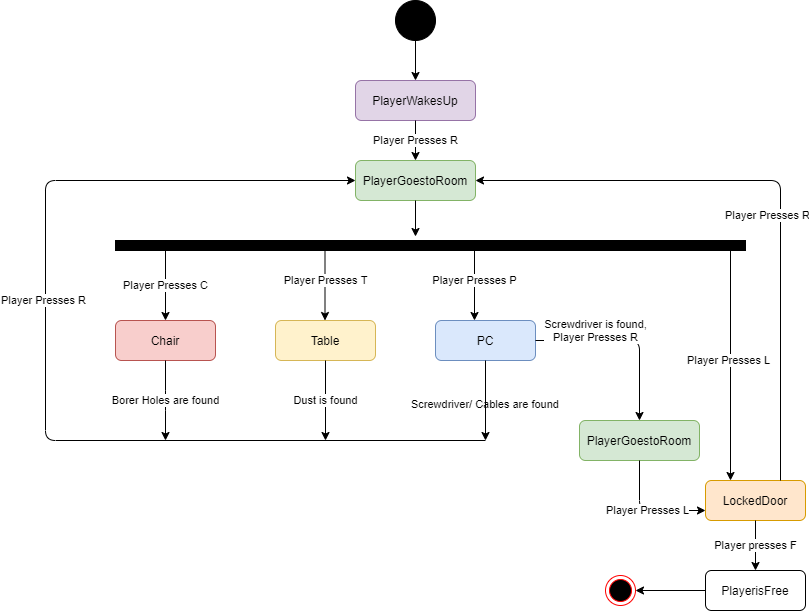 PlayerWakesUp
Player Presses R
PlayerGoestoRoom
Player Presses R
Player Presses C
Player Presses T
Player Presses P
Player Presses R
Chair
Table
PC
Screwdriver is found,
Player Presses R
Player Presses L
Borer Holes are found
Dust is found
Screwdriver/ Cables are found
PlayerGoestoRoom
LockedDoor
Player Presses L
Player presses F
PlayerisFree